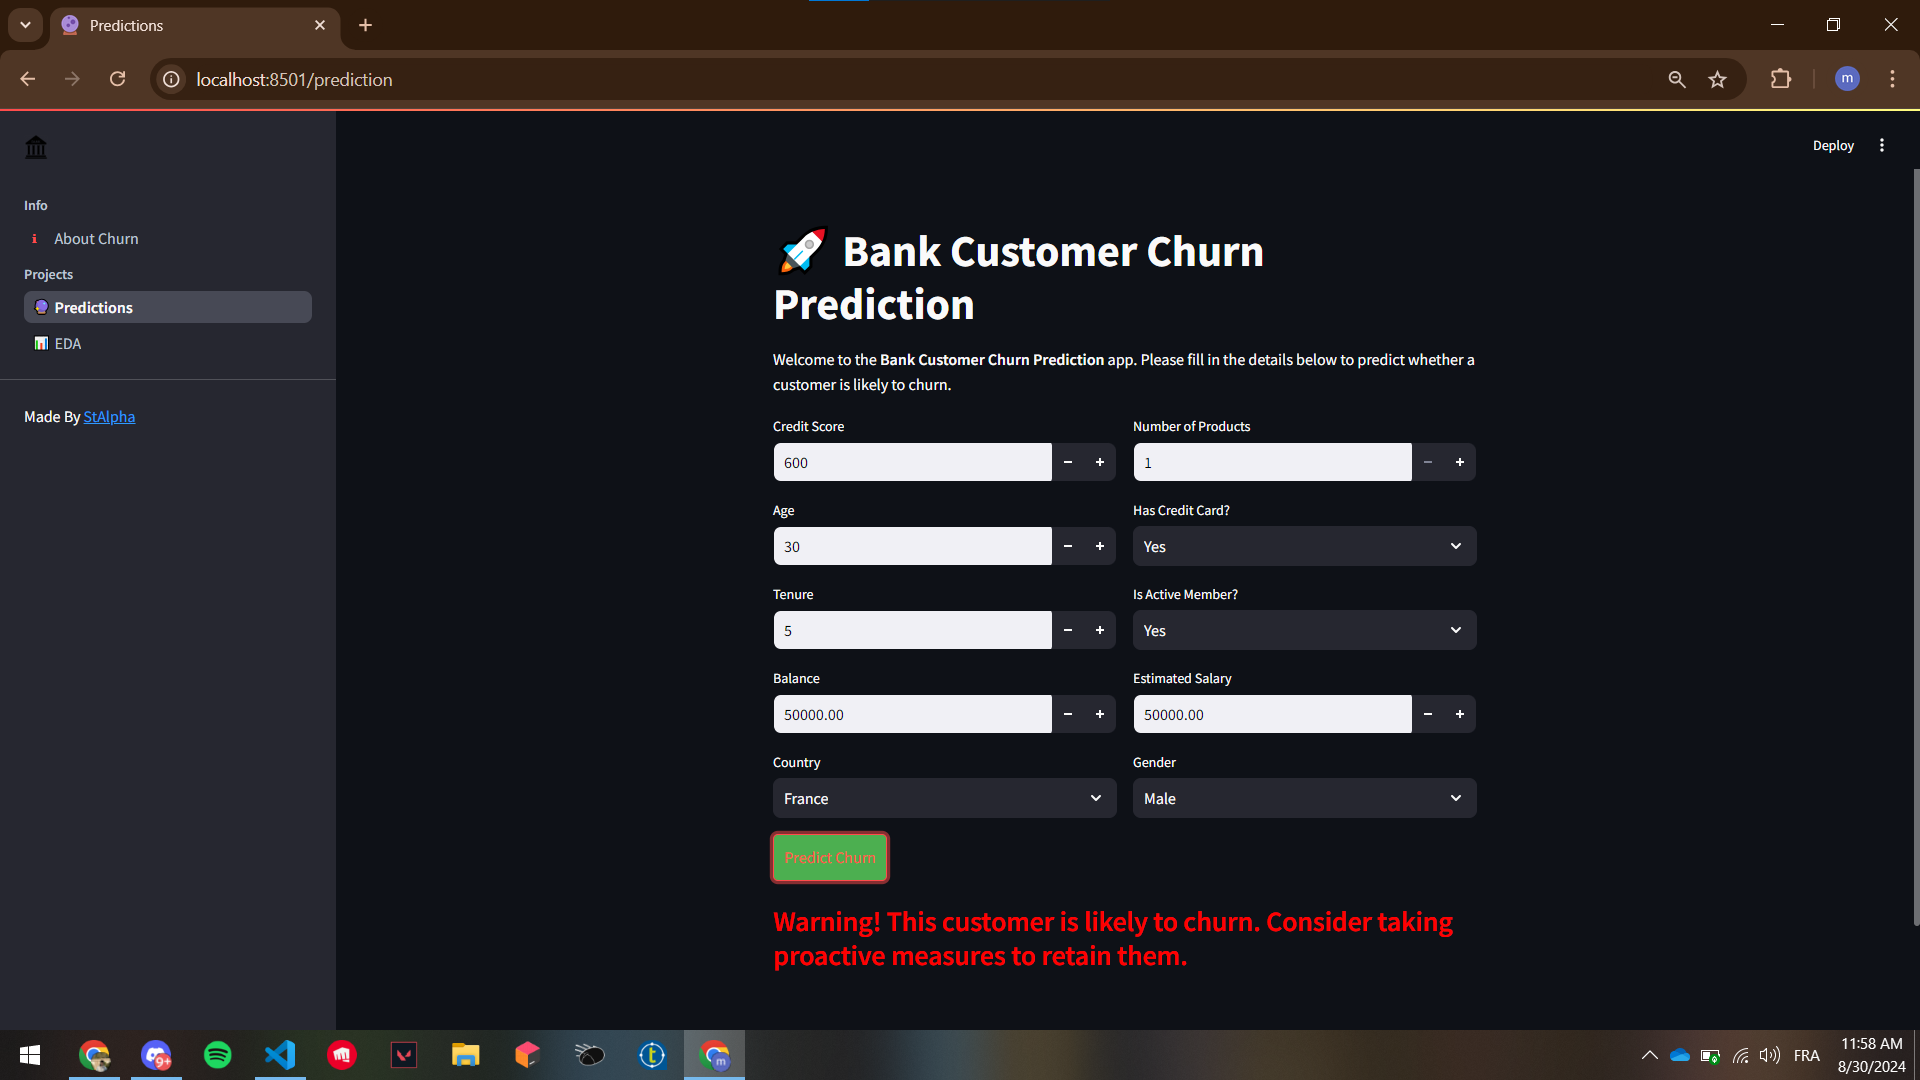 Predictions
localhost:8501/prediction
m
Deploy
Info
About Churn
Projects
Predictions
EDA
Made By StAlpha
Bank Customer Churn
Prediction
Welcome to the Bank Customer Churn Prediction app. Please fill in the details below to predict whether a
customer is likely to churn.
Credit Score
Number of Products
600
1
Age
Has Credit Card?
30
Yes
Tenure
Is Active Member?
5
Yes
Balance
Estimated Salary
50000.00
50000.00
Country
Gender
France
Male
Predict Churn
Warning! This customer is likely to churn. Consider taking
proactive measures to retain them.
9+
t
m
FRA
11:58 AM
8/30/2024